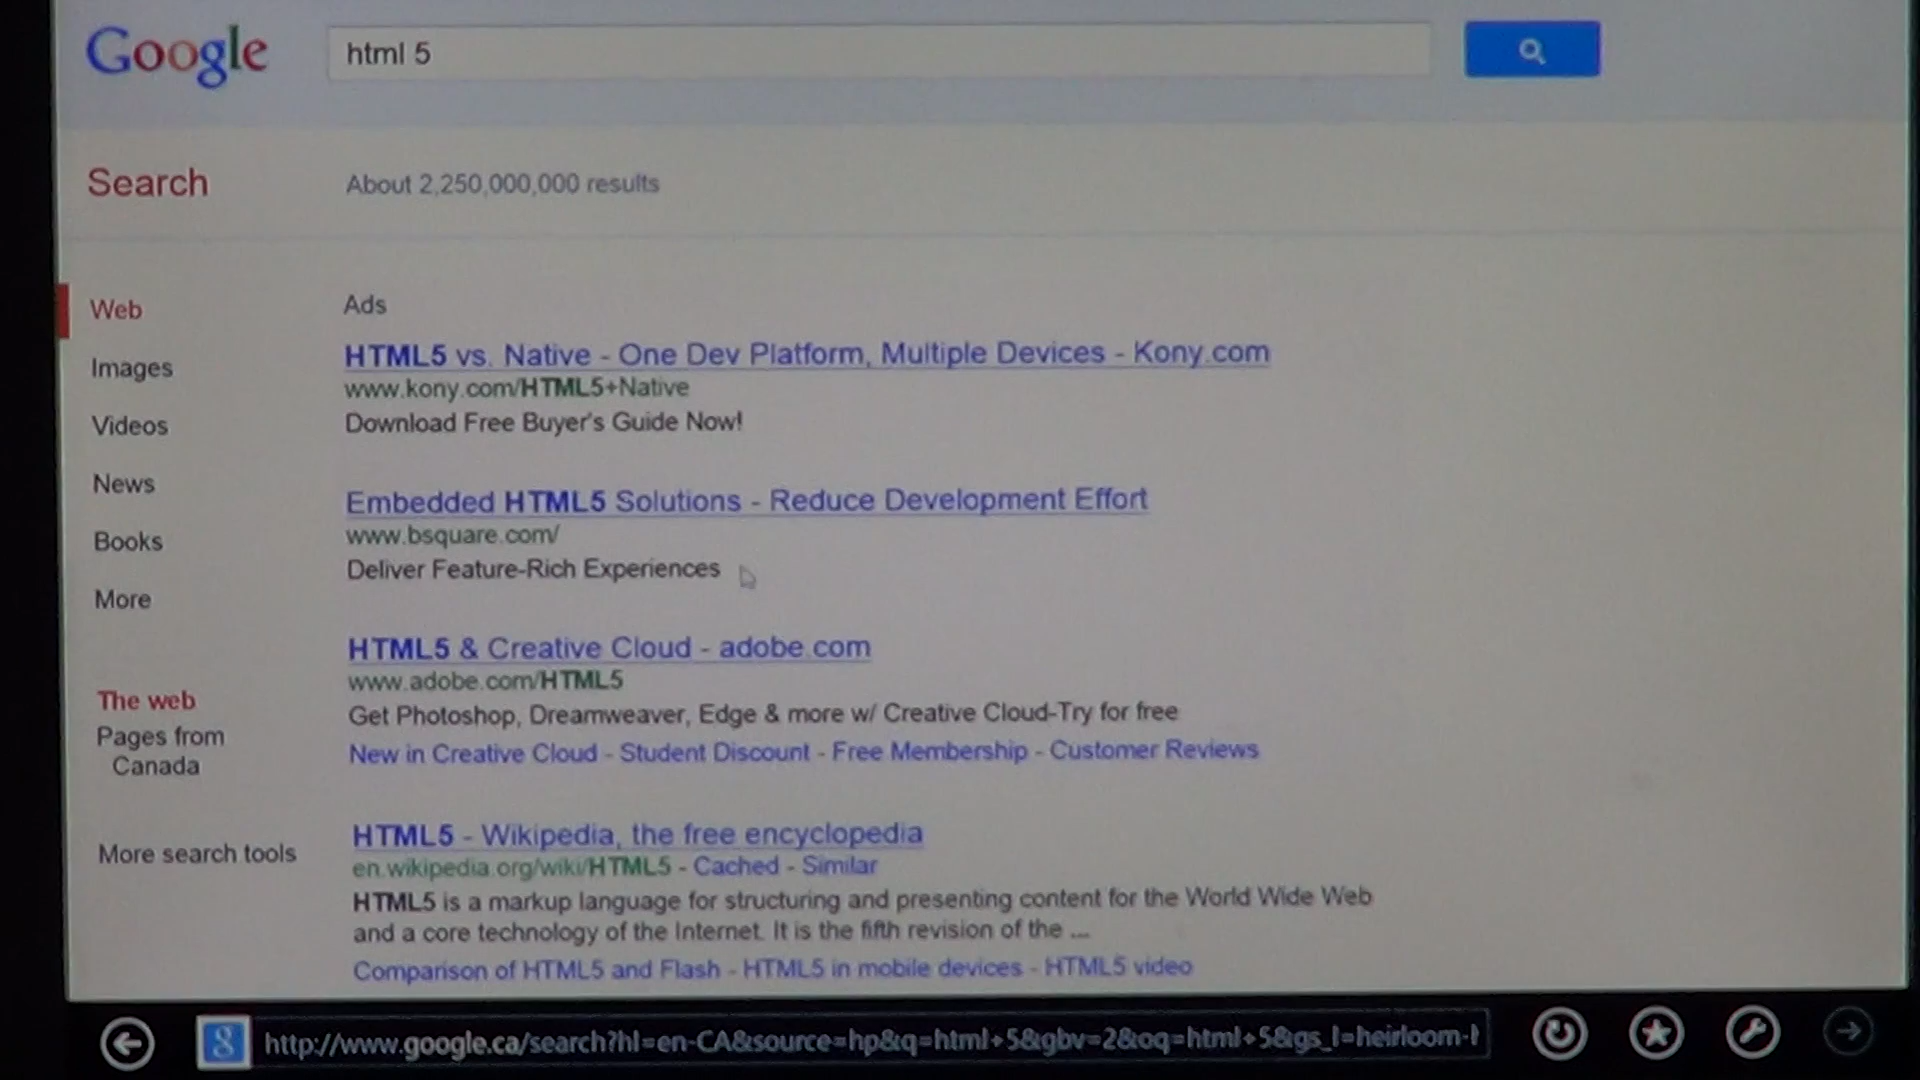 Google
html 5
Search
About 2,250,000,000 results
Web
Images
Videos
News
Books
More
The web
Pages from
Canada
More search tools
Ads
HTML5 vs. Native - One Dev Platform, Multiple Devices - Kony.com
www.kony.com/HTML5+Native
Download Free Buyer's Guide Now!
Embedded HTML5 Solutions - Reduce Development Effort
www.bsquare.com/
Deliver Feature-Rich Experiences
HTML5 & Creative Cloud - adobe.com
www.adobe.com/HTML5
Get Photoshop, Dreamweaver, Edge & more w/ Creative Cloud-Try for free
New in Creative Cloud - Student Discount - Free Membership - Customer Reviews
HTML5 - Wikipedia, the free encyclopedia
en.wikipedia.org/wiki/HTML5 - Cached - Similar
HTML5 is a markup language for structuring and presenting content for the World Wide Web
and a core technology of the Internet. It is the fifth revision of the ...
Comparison of HTML5 and Flash - HTML5 in mobile devices - HTML5 video
g
http://www.google.ca/search?hl=en-CA&source=hp&q=html+5&gbv=2&oq=html+5&gs_l=heirloom-h